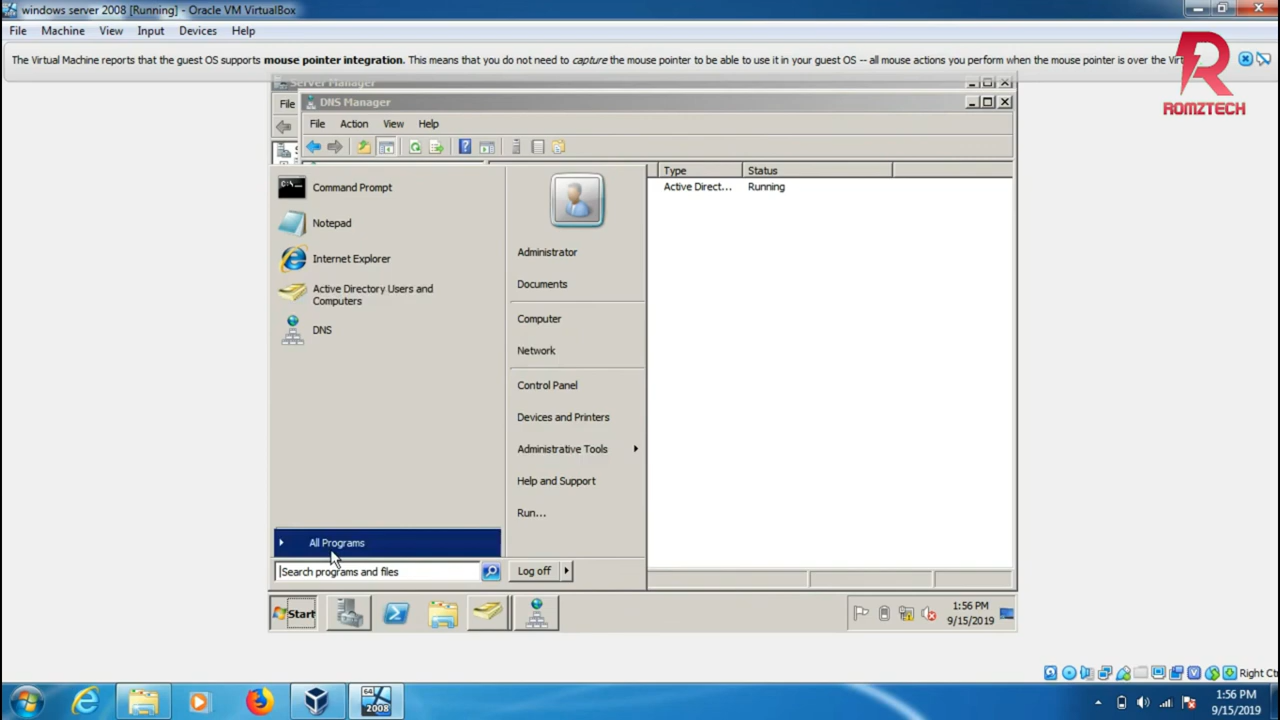 windows server 2008 [Running] - Oracle VM VirtualBox
File Machine View Input Devices Help
The Virtual Machine reports that the guest OS supports mouse pointer integration. This means that you do not need to capture the mouse pointer to be able to use it in your guest OS -- all mouse actions you perform when the mouse pointer is over the
ROMZTECH
Server Manager
File
DNS Manager
File Action View Help
Type Status
Active Direct... Running
Command Prompt
Notepad
Internet Explorer
Active Directory Users and
Computers
DNS
All Programs
Search programs and files
Administrator
Documents
Computer
Network
Control Panel
Devices and Printers
Administrative Tools
Help and Support
Run...
Log off
Start
1:56 PM
9/15/2019
Right
64
2008
1:56 PM
9/15/2019